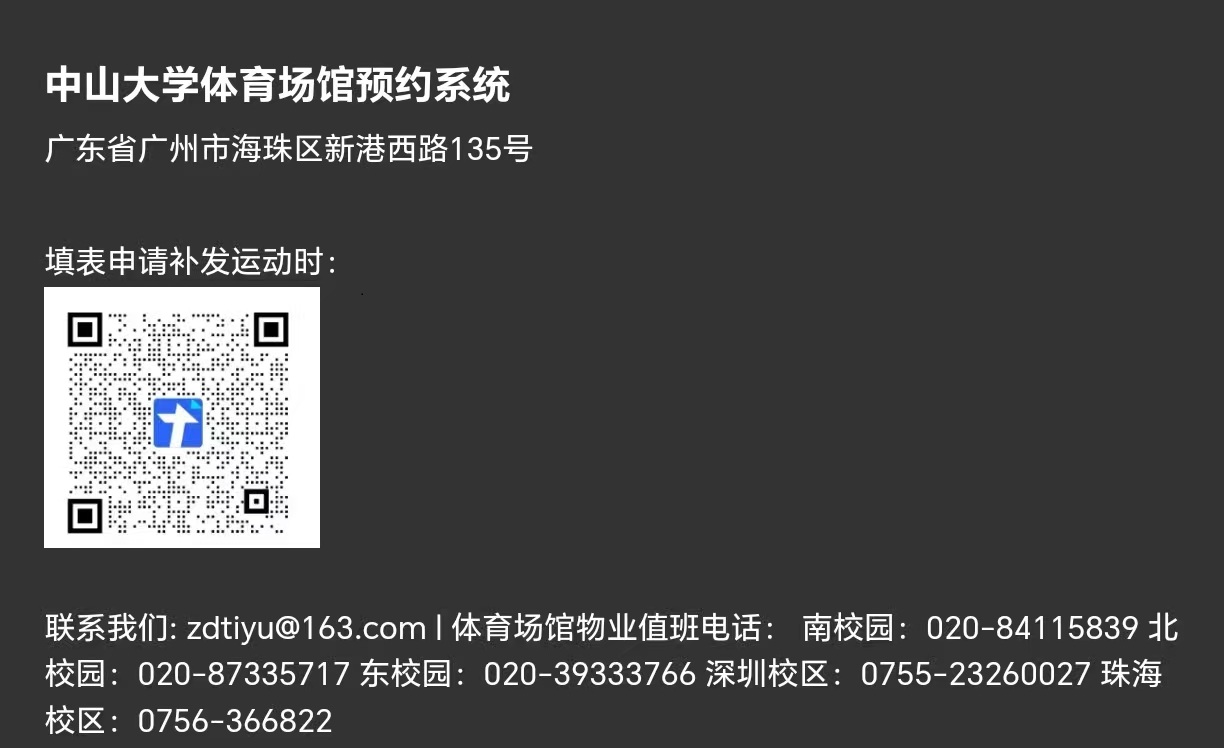 中山大学体育场馆预约系统
广东省广州市海珠区新港西路135号
填表申请补发运动时：
联系我们: zdtiyu@163.com | 体育场馆物业值班电话： 南校园：020-84115839 北
校园：020-87335717 东校园：020-39333766 深圳校区：0755-23260027 珠海
校区：0756-366822